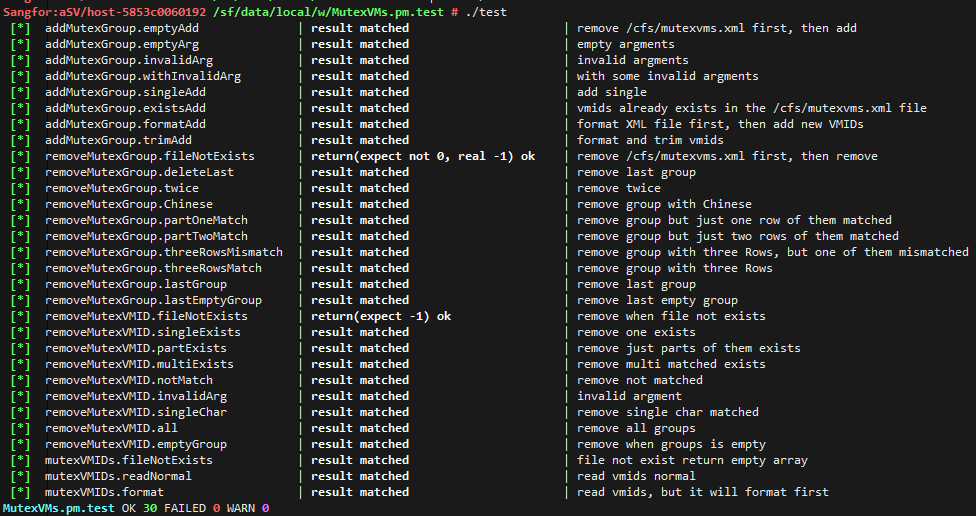 Sangfor:aSV/host-5853c0060192 /sf/data/local/w/MutexVMs.pm.test # ./test
[*] addMutexGroup.emptyAdd | result matched | remove /cfs/mutexvms.xml first, then add
[*] addMutexGroup.emptyArg | result matched | empty argments
[*] addMutexGroup.invalidArg | result matched | invalid argments
[*] addMutexGroup.withInvalidArg | result matched | with some invalid argments
[*] addMutexGroup.singleAdd | result matched | add single
[*] addMutexGroup.existsAdd | result matched | vmids already exists in the /cfs/mutexvms.xml file
[*] addMutexGroup.formatAdd | result matched | format XML file first, then add new VMIDs
[*] addMutexGroup.trimAdd | result matched | format and trim vmids
[*] removeMutexGroup.fileNotExists | return(expect not 0, real -1) ok | remove /cfs/mutexvms.xml first, then remove
[*] removeMutexGroup.deleteLast | result matched | remove last group
[*] removeMutexGroup.twice | result matched | remove twice
[*] removeMutexGroup.Chinese | result matched | remove group with Chinese
[*] removeMutexGroup.partOneMatch | result matched | remove group but just one row of them matched
[*] removeMutexGroup.partTwoMatch | result matched | remove group but just two rows of them matched
[*] removeMutexGroup.threeRowsMismatch | result matched | remove group with three Rows, but one of them mismatched
[*] removeMutexGroup.threeRowsMatch | result matched | remove group with three Rows
[*] removeMutexGroup.lastGroup | result matched | remove last group
[*] removeMutexGroup.lastEmptyGroup | result matched | remove last empty group
[*] removeMutexVMID.fileNotExists | return(expect -1) ok | remove when file not exists
[*] removeMutexVMID.singleExists | result matched | remove one exists
[*] removeMutexVMID.partExists | result matched | remove just parts of them exists
[*] removeMutexVMID.multiExists | result matched | remove multi matched exists
[*] removeMutexVMID.notMatch | result matched | remove not matched
[*] removeMutexVMID.invalidArg | result matched | invalid argment
[*] removeMutexVMID.singleChar | result matched | remove single char matched
[*] removeMutexVMID.all | result matched | remove all groups
[*] removeMutexVMID.emptyGroup | result matched | remove when groups is empty
[*] mutexVMIDs.fileNotExists | result matched | file not exist return empty array
[*] mutexVMIDs.readNormal | result matched | read vmids normal
[*] mutexVMIDs.format | result matched | read vmids, but it will format first
MutexVMs.pm.test OK 30 FAILED 0 WARN 0